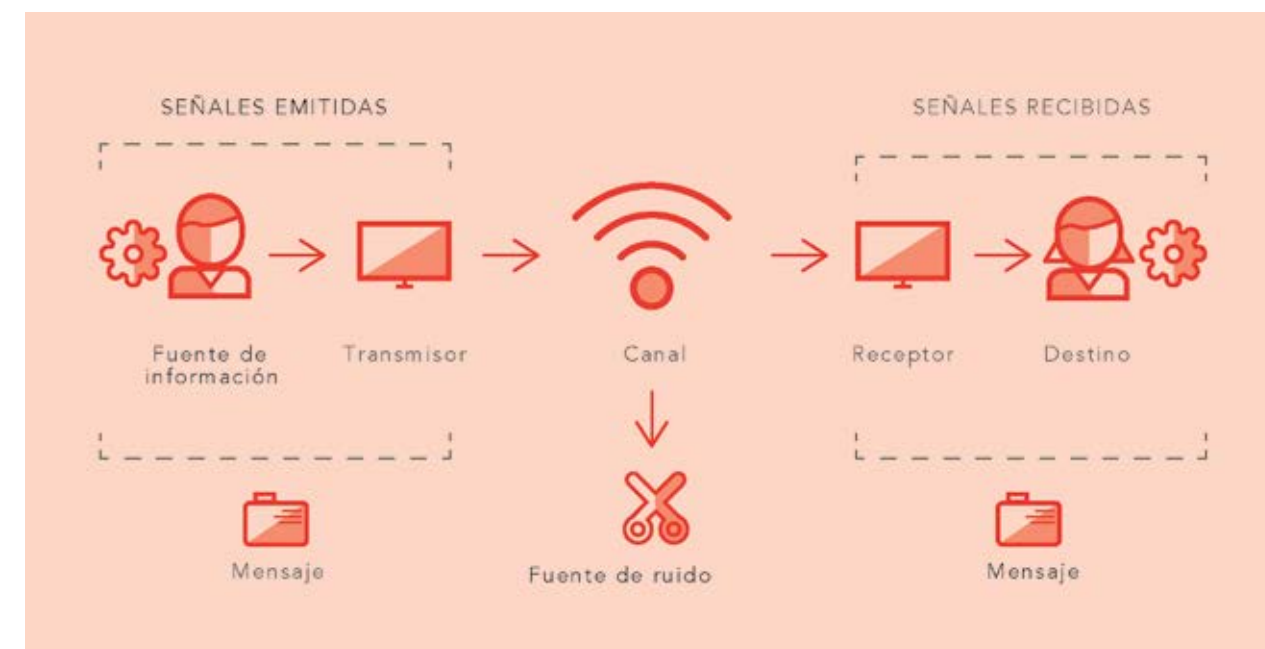 SEÑALES EMITIDAS
SEÑALES RECIBIDAS
Fuente de
información
Transmisor
Canal
Receptor
Destino
Mensaje
Fuente de ruido
Mensaje